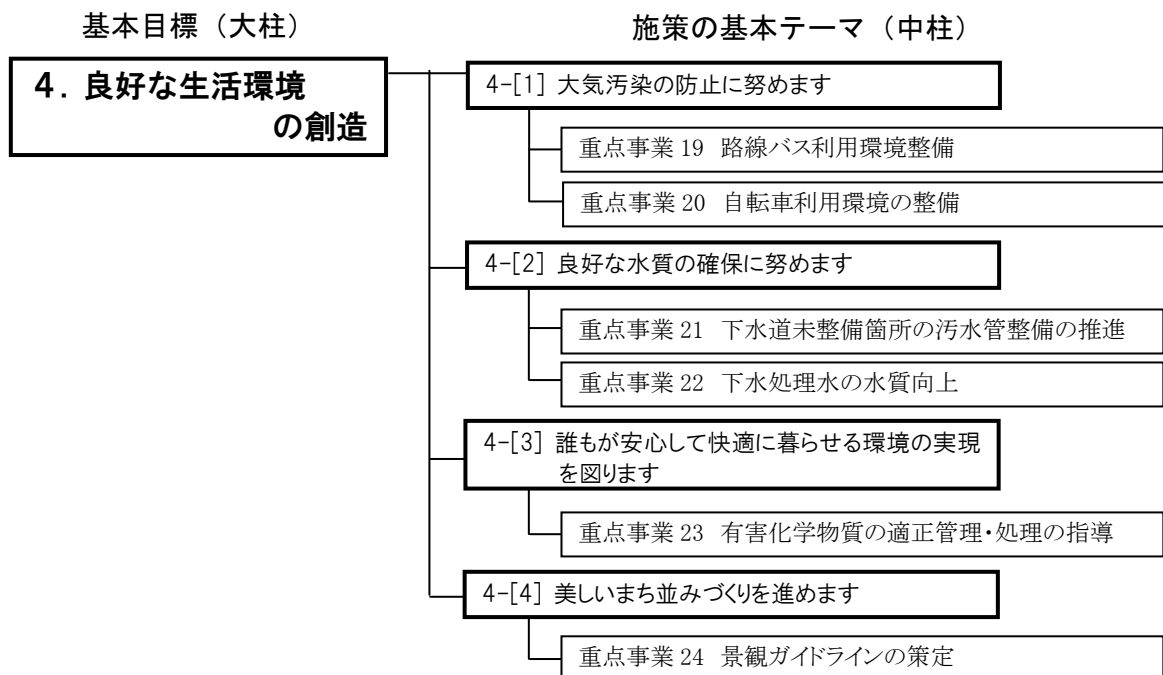 基本目標（大柱）
施策の基本テーマ（中柱）
４．良好な生活環境
の創造
4-[1] 大気汚染の防止に努めます
重点事業 19 路線バス利用環境整備
重点事業 20 自転車利用環境の整備
4-[2] 良好な水質の確保に努めます
重点事業 21 下水道未整備箇所の汚水管整備の推進
重点事業 22 下水処理水の水質向上
4-[3] 誰もが安心して快適に暮らせる環境の実現
を図ります
重点事業 23 有害化学物質の適正管理・処理の指導
4-[4] 美しいまち並みづくりを進めます
重点事業 24 景観ガイドラインの策定